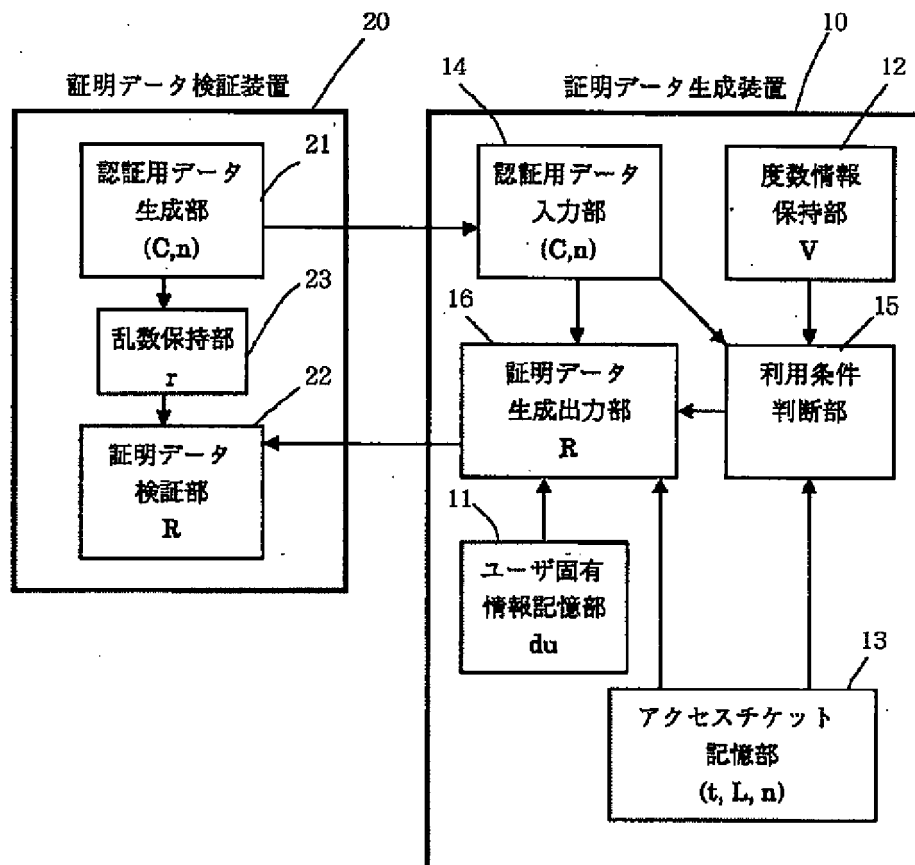 20
証明データ検証装置
21
認証用データ
生成部
(C,n)
23
乱数保持部
r
22
証明データ
検証部
R
10
証明データ生成装置
14
認証用データ
入力部
(C,n)
12
度数情報
保持部
V
16
証明データ
生成出力部
R
15
利用条件
判断部
11
ユーザ固有
情報記憶部
du
13
アクセスチケット
記憶部
(t, L, n)